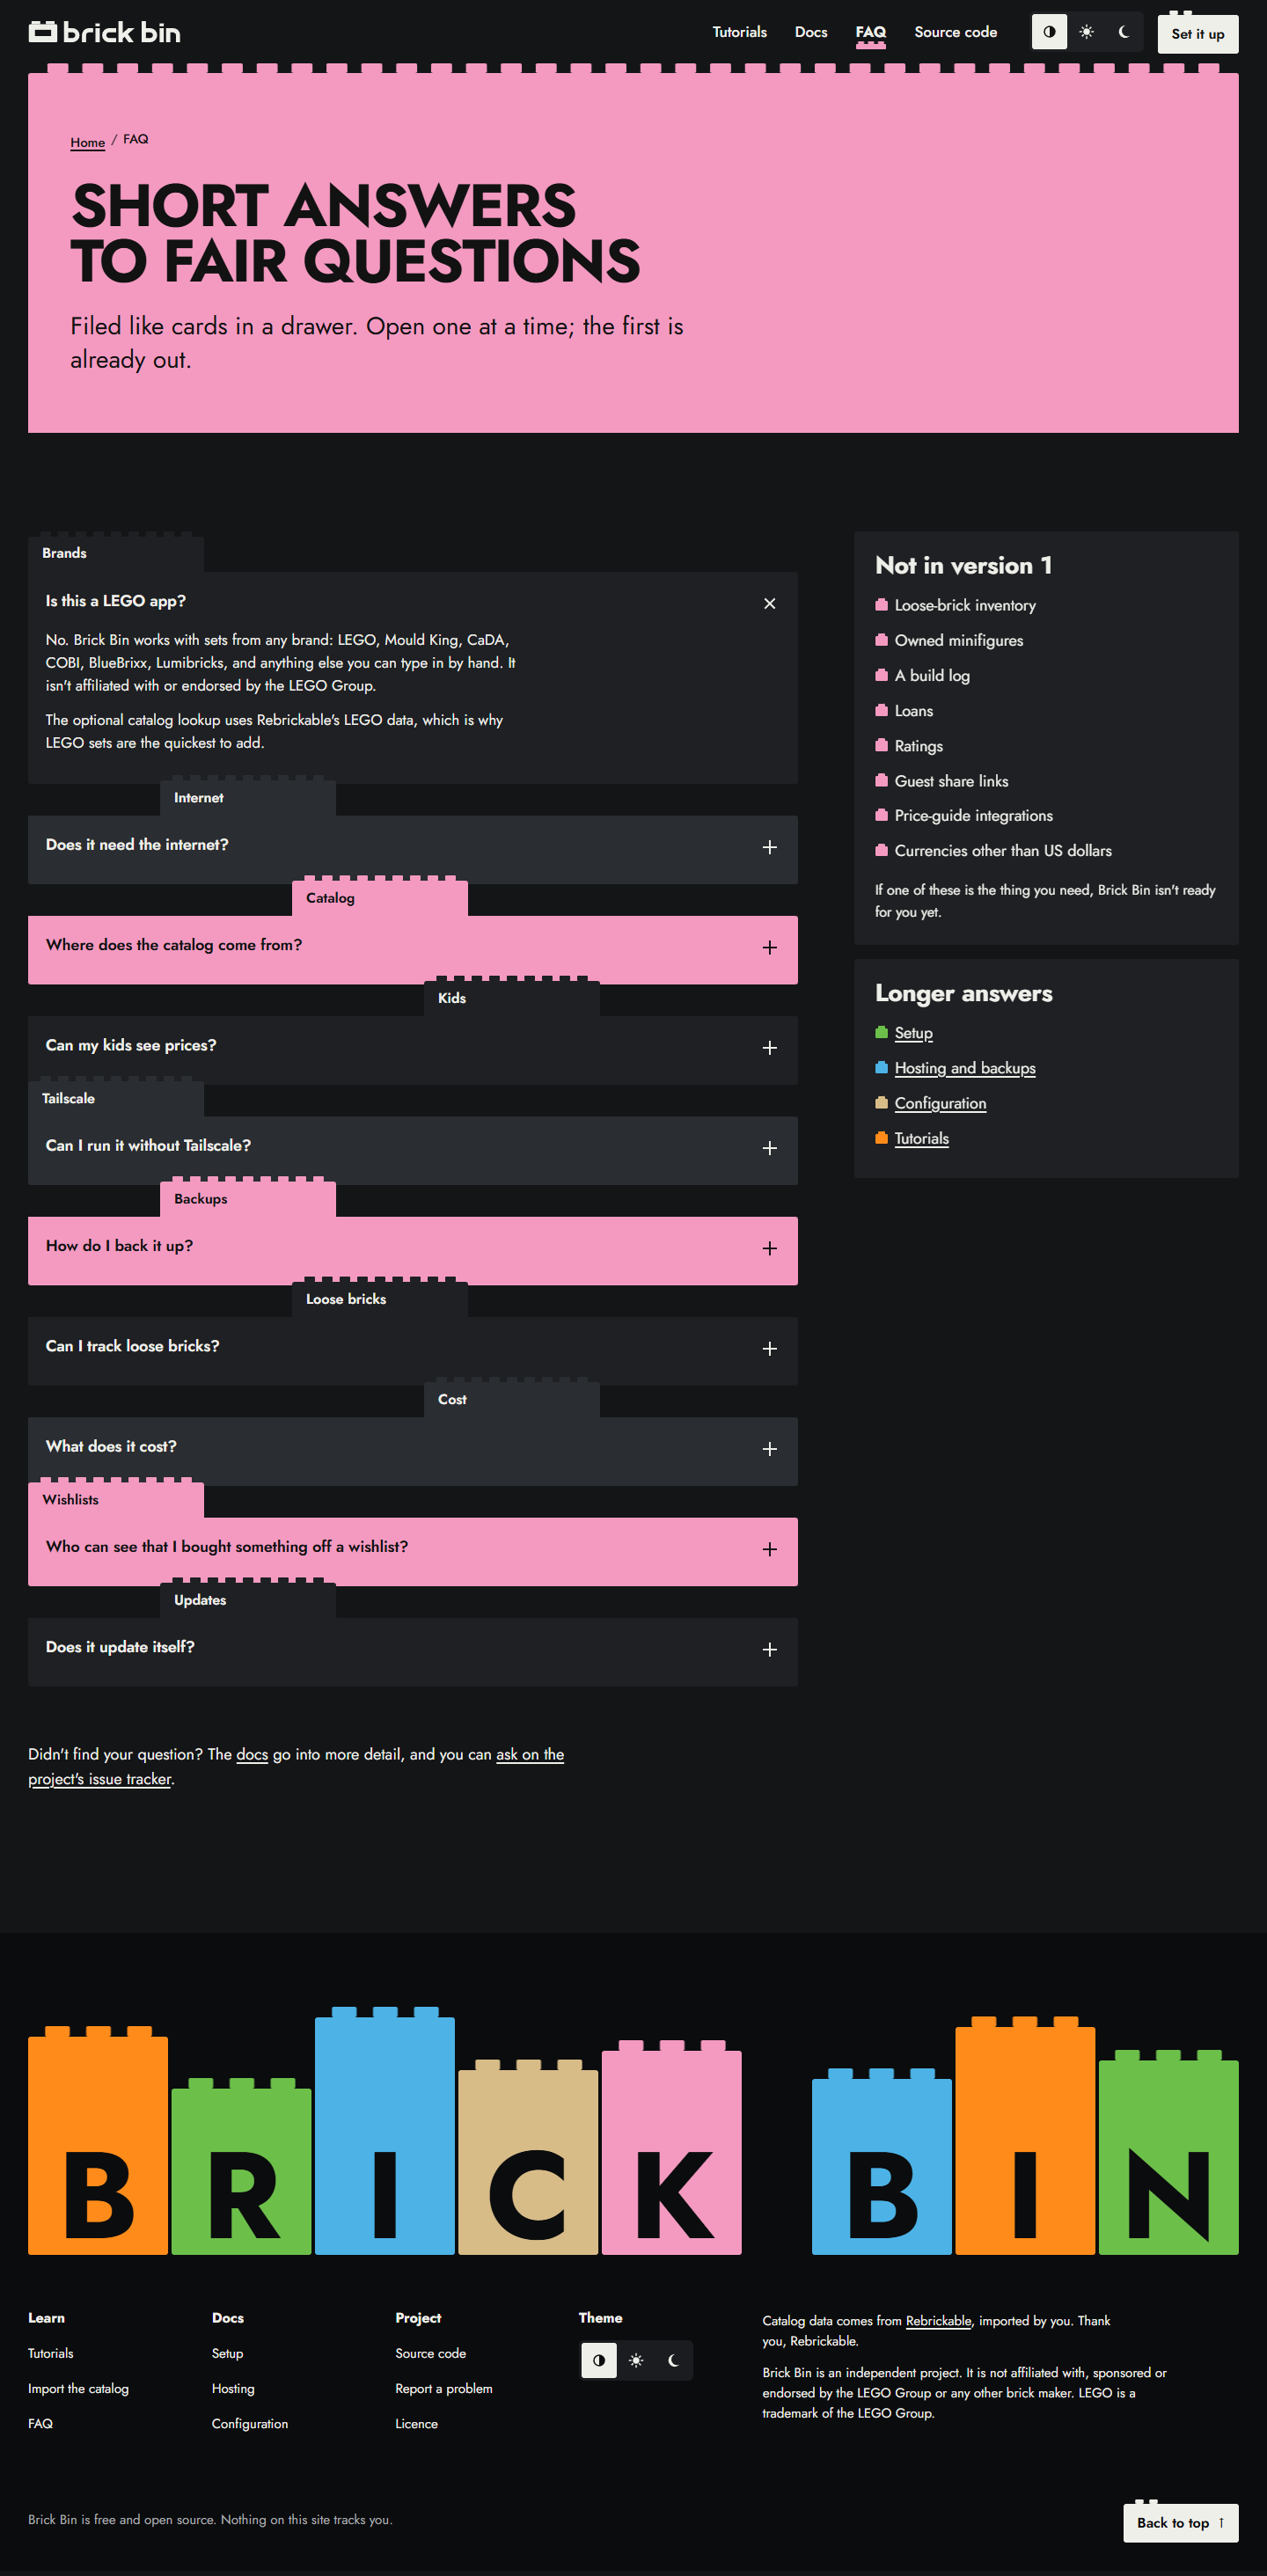 brick bin
Tutorials Docs FAQ Source code Set it up
Home / FAQ
SHORT ANSWERS
TO FAIR QUESTIONS
Filed like cards in a drawer. Open one at a time; the first is
already out.
Brands
Is this a LEGO app?
No. Brick Bin works with sets from any brand: LEGO, Mould King, CaDA,
COBI, BlueBrixx, Lumibricks, and anything else you can type in by hand. It
isn't affiliated with or endorsed by the LEGO Group.
The optional catalog lookup uses Rebrickable's LEGO data, which is why
LEGO sets are the quickest to add.
Internet
Does it need the internet?
Catalog
Where does the catalog come from?
Kids
Can my kids see prices?
Tailscale
Can I run it without Tailscale?
Backups
How do I back it up?
Loose bricks
Can I track loose bricks?
Cost
What does it cost?
Wishlists
Who can see that I bought something off a wishlist?
Updates
Does it update itself?
Didn't find your question? The docs go into more detail, and you can ask on the
project's issue tracker.
Not in version 1
Loose-brick inventory
Owned minifigures
A build log
Loans
Ratings
Guest share links
Price-guide integrations
Currencies other than US dollars
If one of these is the thing you need, Brick Bin isn't ready
for you yet.
Longer answers
Setup
Hosting and backups
Configuration
Tutorials
BRICK BIN
Learn
Tutorials
Import the catalog
FAQ
Docs
Setup
Hosting
Configuration
Project
Source code
Report a problem
Licence
Theme
Catalog data comes from Rebrickable, imported by you. Thank
you, Rebrickable.
Brick Bin is an independent project. It is not affiliated with, sponsored or
endorsed by the LEGO Group or any other brick maker. LEGO is a
trademark of the LEGO Group.
Brick Bin is free and open source. Nothing on this site tracks you.
Back to top ↑